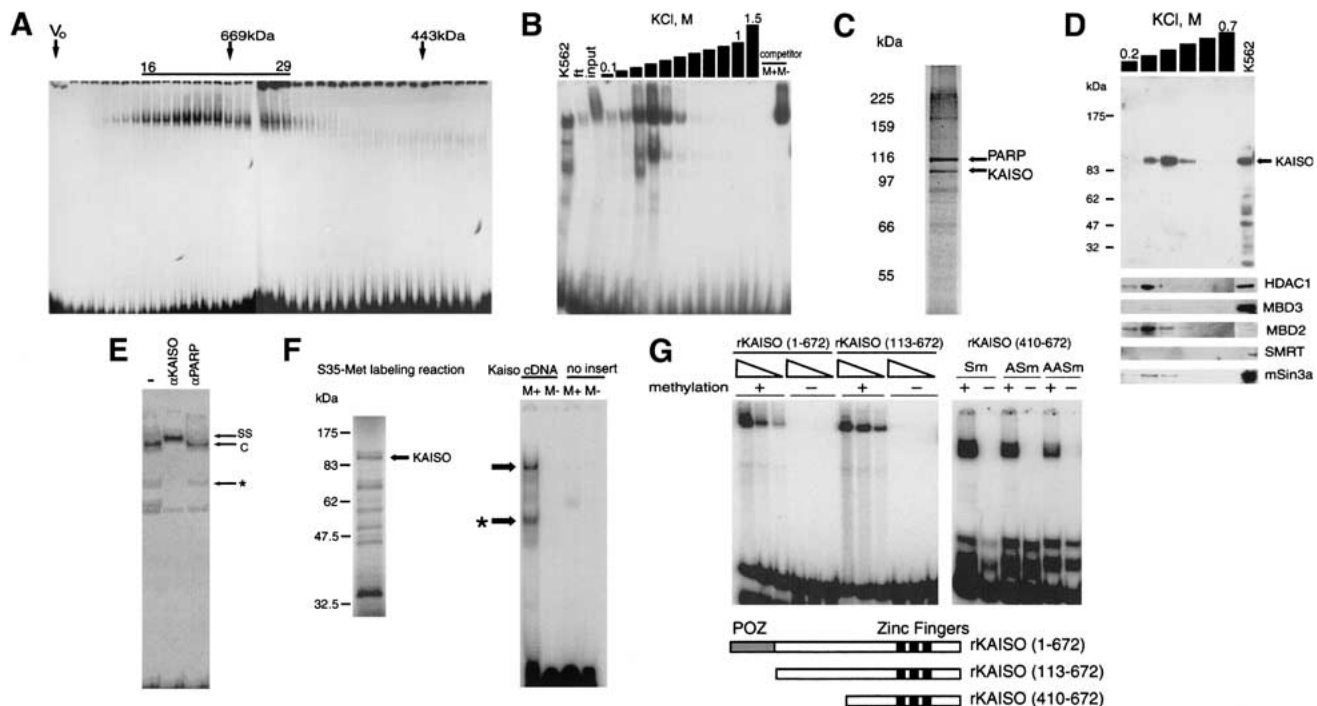 A
Vo
669kDa
443kDa
16
29
B
KCl, M
K562
ft
input
0.1
1
1.5
competitor
M+M-
C
kDa
225
159
116
97
66
55
PARP
KAISO
D
KCl, M
0.2
0.7
K562
kDa
175
83
62
47
32
KAISO
HDAC1
MBD3
MBD2
SMRT
mSin3a
E
-
αKAISO
αPARP
SS
C
*
F
S35-Met labeling reaction
kDa
175
83
62
47.5
32.5
KAISO
Kaiso cDNA no insert
M+ M- M+ M-
*
G
rKAISO (1-672) rKAISO (113-672)
methylation + − + −
rKAISO (410-672)
Sm ASm AASm
+ − + − + −
POZ Zinc Fingers
rKAISO (1-672)
rKAISO (113-672)
rKAISO (410-672)